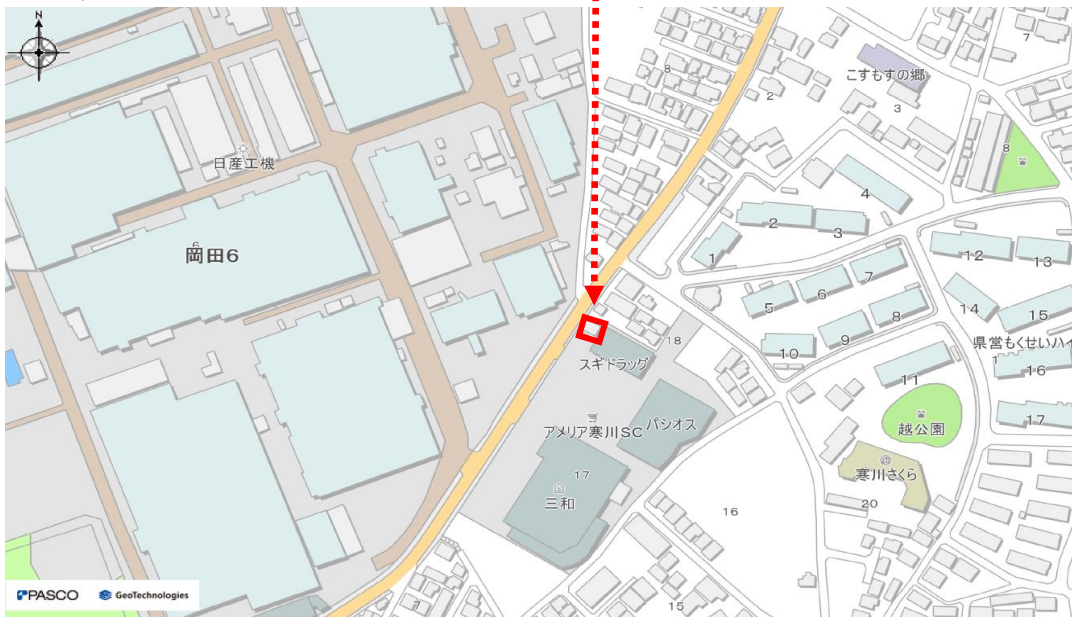 N
7
8
こすもすの郷
2
3
8
日産工機
4
2
3
1
岡田6
6
12
13
7
6
5
8
14
15
9
18
県営もくせいハイ
10
スギドラッグ
1
16
11
17
アメリア寒川SC
パシオス
越公園
17
寒川さくら
三和
20
16
PASCO
GeoTechnologies
15
7